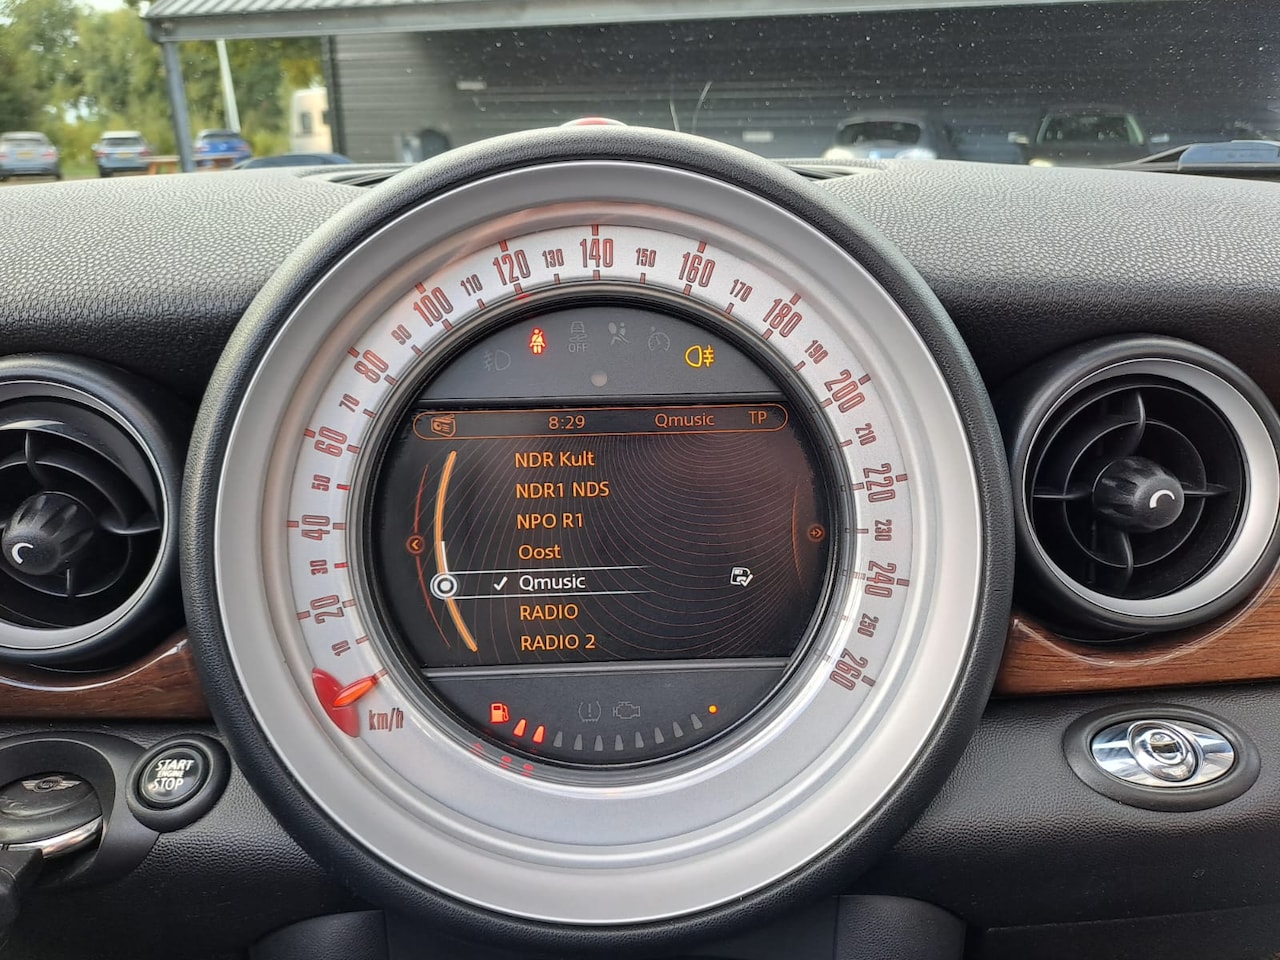 10
20
30
40
50
60
70
80
90
100
110
120
130
140
150
160
170
180
190
200
210
220
230
240
250
260
km/h
OFF
8:29 Qmusic TP
NDR Kult
NDR1 NDS
NPO R1
Oost
Qmusic
RADIO
RADIO 2
START
ENGINE
STOP